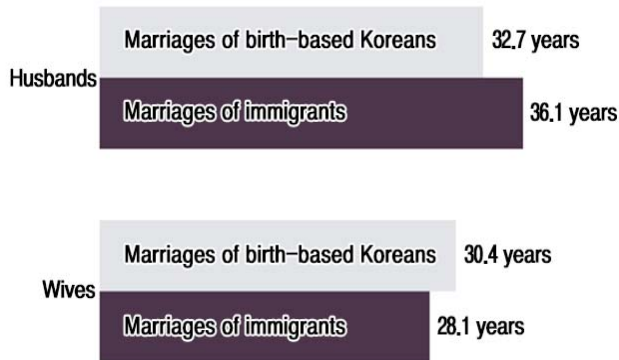 Husbands
Marriages of birth-based Koreans 32.7 years
Marriages of immigrants 36.1 years
Wives
Marriages of birth-based Koreans 30.4 years
Marriages of immigrants 28.1 years